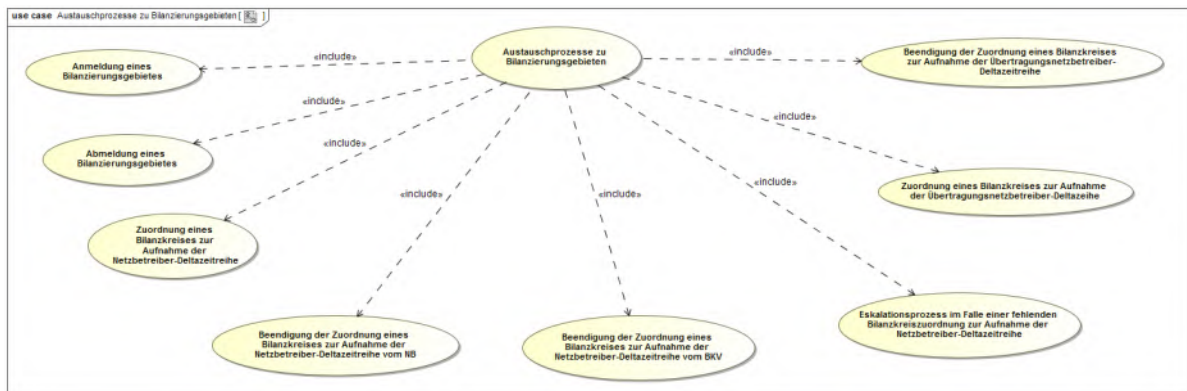 use case Austauschprozesse zu Bilanzierungsgebieten [ ]
Austauschprozesse zu
Bilanzierungsgebieten
Anmeldung eines
Bilanzierungsgebietes
«include»
Beendigung der Zuordnung eines Bilanzkreises
zur Aufnahme der Übertragungsnetzbetreiber-
Deltazeitreihe
«include»
Abmeldung eines
Bilanzierungsgebietes
«include»
Zuordnung eines Bilanzkreises zur Aufnahme
der Übertragungsnetzbetreiber-Deltazeihe
«include»
Zuordnung eines
Bilanzkreises zur
Aufnahme der
Netzbetreiber-Deltazeitreihe
«include»
Beendigung der Zuordnung eines
Bilanzkreises zur Aufnahme der
Netzbetreiber-Deltazeitreihe vom NB
«include»
Beendigung der Zuordnung eines
Bilanzkreises zur Aufnahme der
Netzbetreiber-Deltazeitreihe vom BKV
«include»
Eskalationsprozess im Falle einer fehlenden
Bilanzkreiszuordnung zur Aufnahme der
Netzbetreiber-Deltazeitreihe
«include»